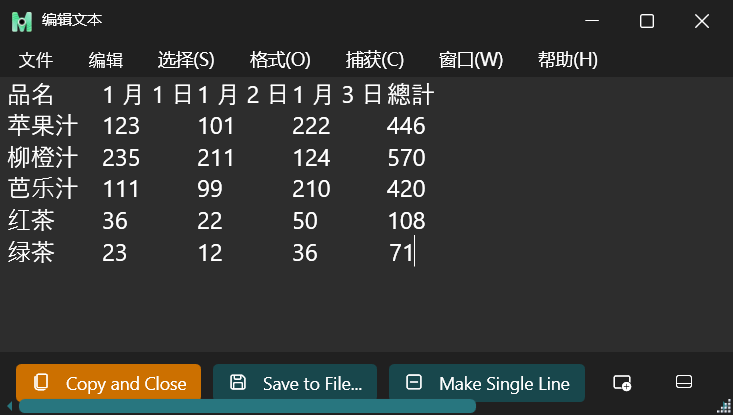 编辑文本
文件 编辑 选择(S) 格式(O) 捕获(C) 窗口(W) 帮助(H)
品名 1 月 1 日 1 月 2 日 1 月 3 日 總計
苹果汁 123 101 222 446
柳橙汁 235 211 124 570
芭乐汁 111 99 210 420
红茶 36 22 50 108
绿茶 23 12 36 71
Copy and Close Save to File... Make Single Line